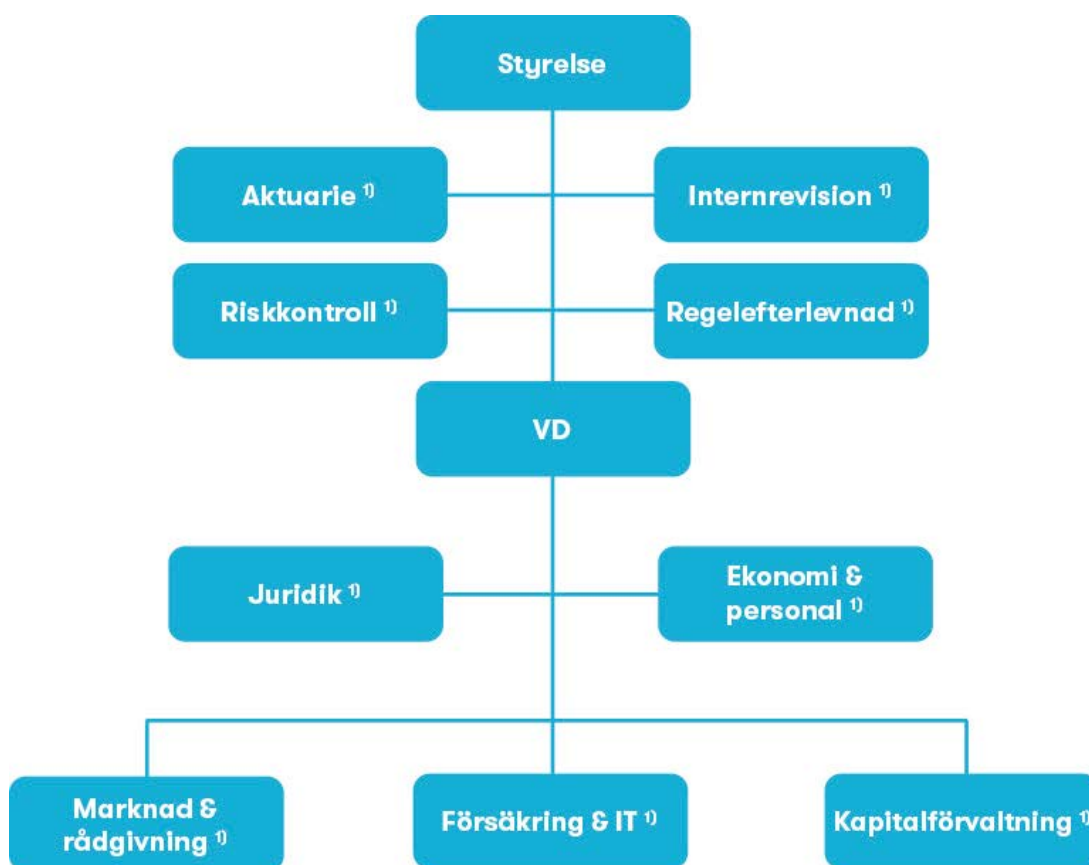 Styrelse
Aktuarie ¹⁾
Internrevision ¹⁾
Riskkontroll ¹⁾
Regelefterlevnad ¹⁾
VD
Juridik ¹⁾
Ekonomi &
personal ¹⁾
Marknad &
rådgivning ¹⁾
Försäkring & IT ¹⁾
Kapitalförvaltning ¹⁾